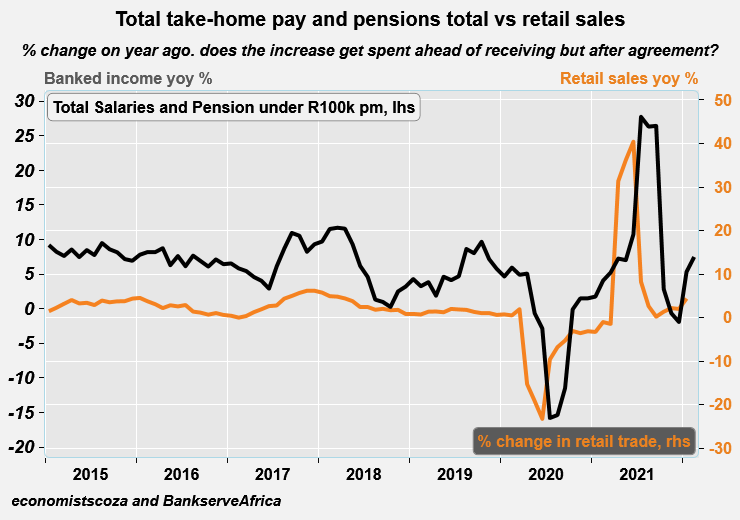 Total take-home pay and pensions total vs retail sales
% change on year ago. does the increase get spent ahead of receiving but after agreement?
Banked income yoy %
Retail sales yoy %
Total Salaries and Pension under R100k pm, lhs
30
25
20
15
10
5
0
-5
-10
-15
-20
50
40
30
20
10
0
-10
-20
-30
% change in retail trade, rhs
2015 2016 2017 2018 2019 2020 2021
economistscoza and BankserveAfrica